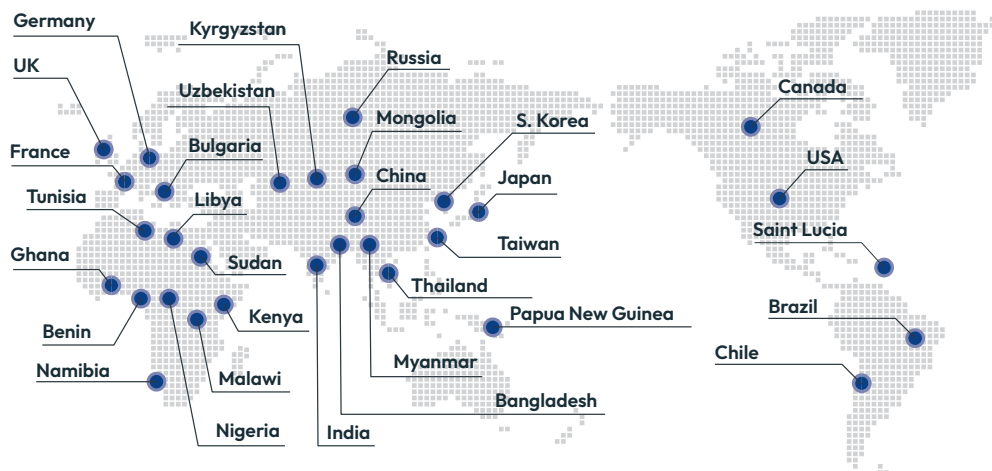 Germany
Kyrgyzstan
Russia
UK
Uzbekistan
Canada
Mongolia
S. Korea
France
Bulgaria
USA
China
Japan
Tunisia
Libya
Saint Lucia
Taiwan
Ghana
Sudan
Thailand
Brazil
Papua New Guinea
Kenya
Benin
Chile
Myanmar
Namibia
Malawi
Bangladesh
Nigeria
India